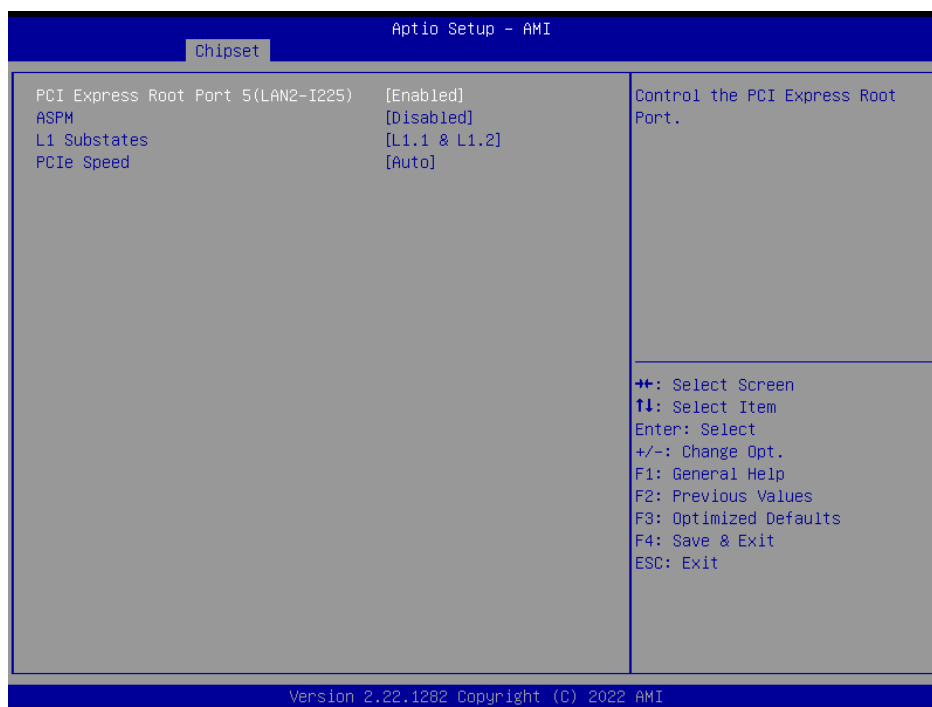 Aptio Setup – AMI
Chipset
PCI Express Root Port 5(LAN2-I225) [Enabled]
ASPM [Disabled]
L1 Substates [L1.1 & L1.2]
PCIe Speed [Auto]
Control the PCI Express Root
Port.
→←: Select Screen
↑↓: Select Item
Enter: Select
+/-: Change Opt.
F1: General Help
F2: Previous Values
F3: Optimized Defaults
F4: Save & Exit
ESC: Exit
Version 2.22.1282 Copyright (C) 2022 AMI